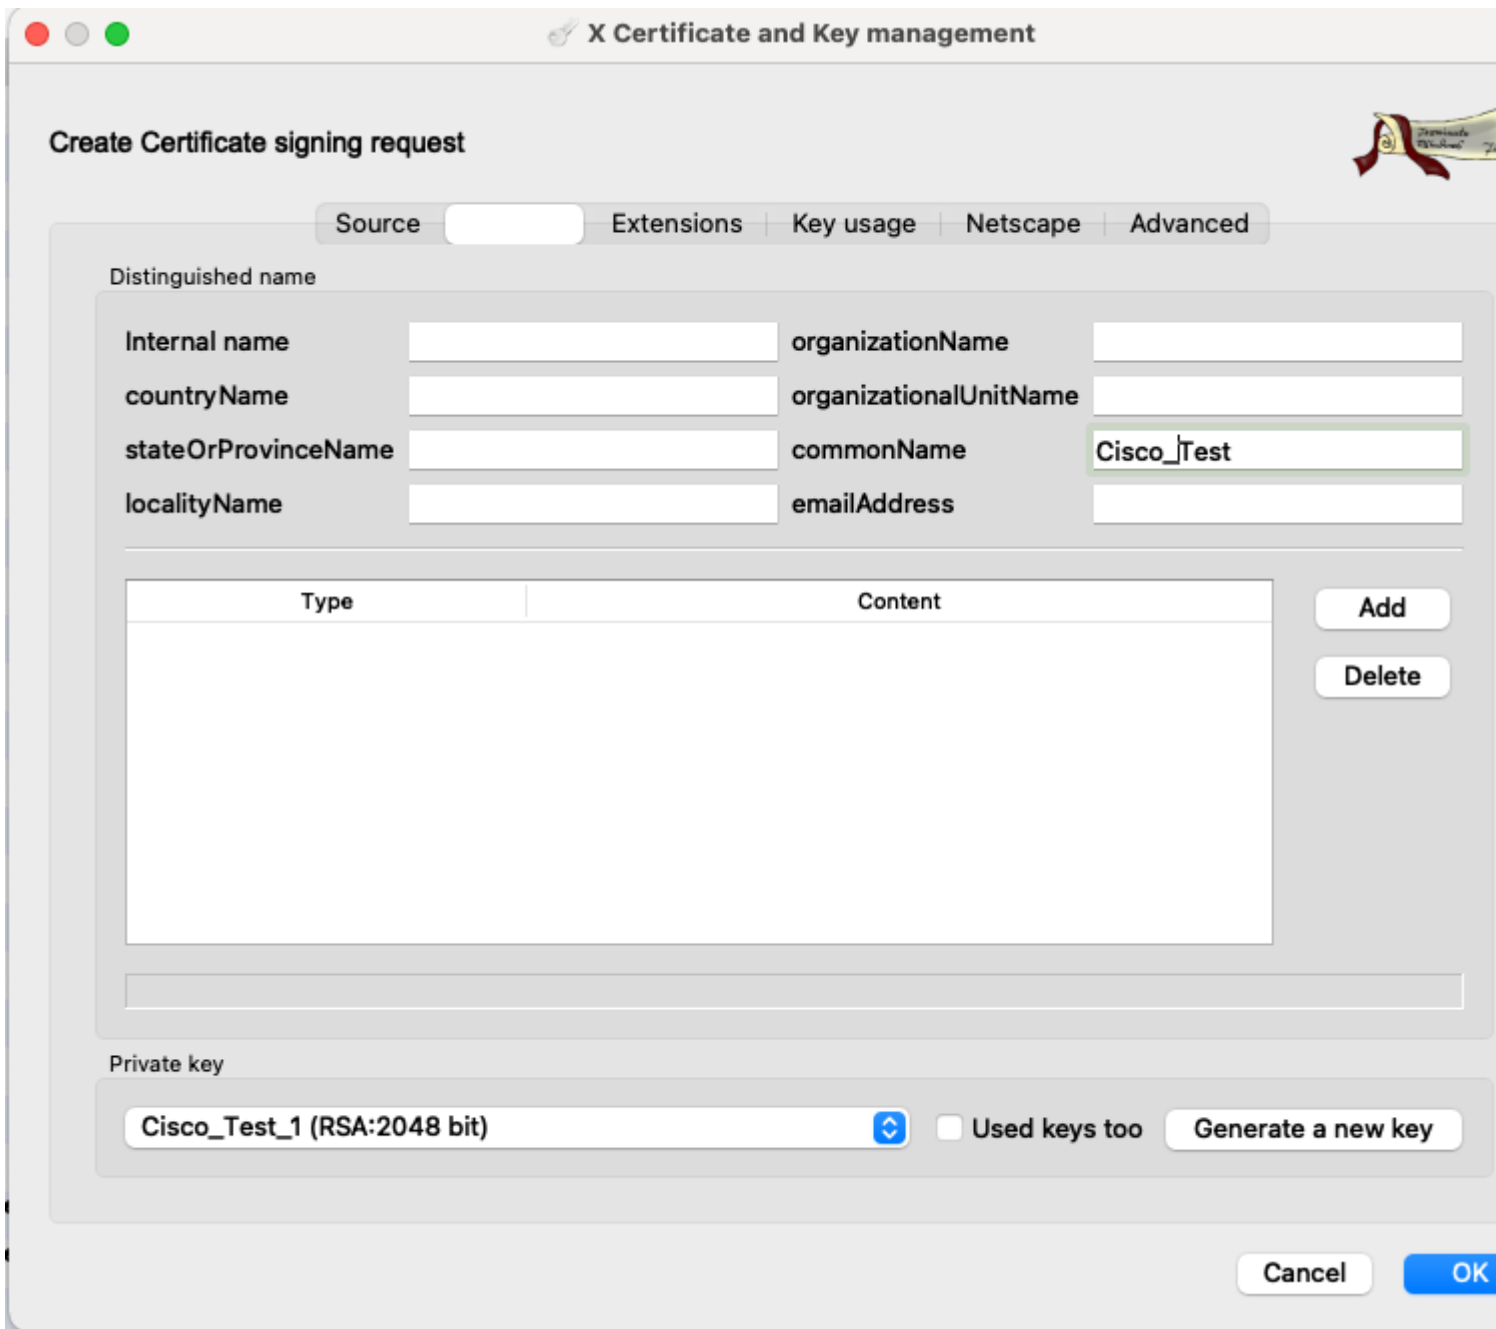 X Certificate and Key management
Create Certificate signing request
Source Extensions Key usage Netscape Advanced
Distinguished name
Internal name organizationName
countryName organizationalUnitName
stateOrProvinceName commonName Cisco_Test
localityName emailAddress
Type Content
Add
Delete
Private key
Cisco_Test_1 (RSA:2048 bit) Used keys too Generate a new key
Cancel OK